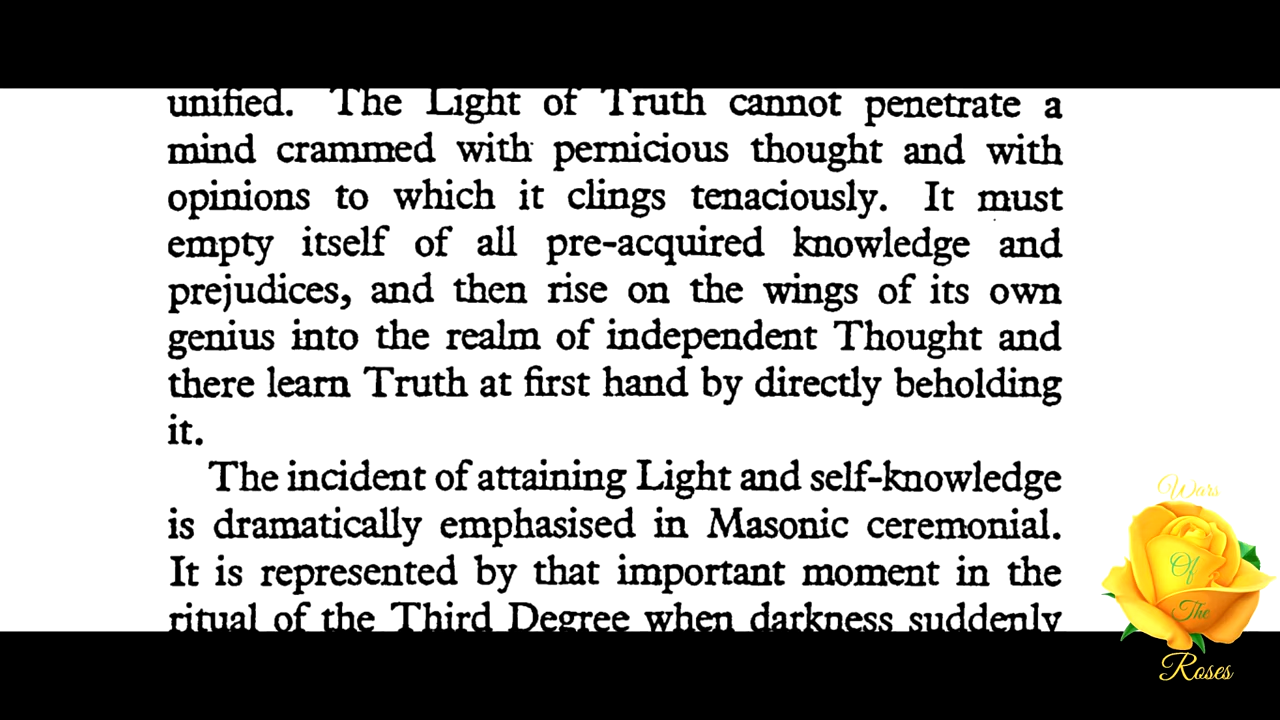 unified. The Light of Truth cannot penetrate a
mind crammed with pernicious thought and with
opinions to which it clings tenaciously. It must
empty itself of all pre-acquired knowledge and
prejudices, and then rise on the wings of its own
genius into the realm of independent Thought and
there learn Truth at first hand by directly beholding
it.
The incident of attaining Light and self-knowledge
is dramatically emphasised in Masonic ceremonial.
It is represented by that important moment in the
ritual of the Third Degree when darkness suddenly
Wars
Of
The
Roses